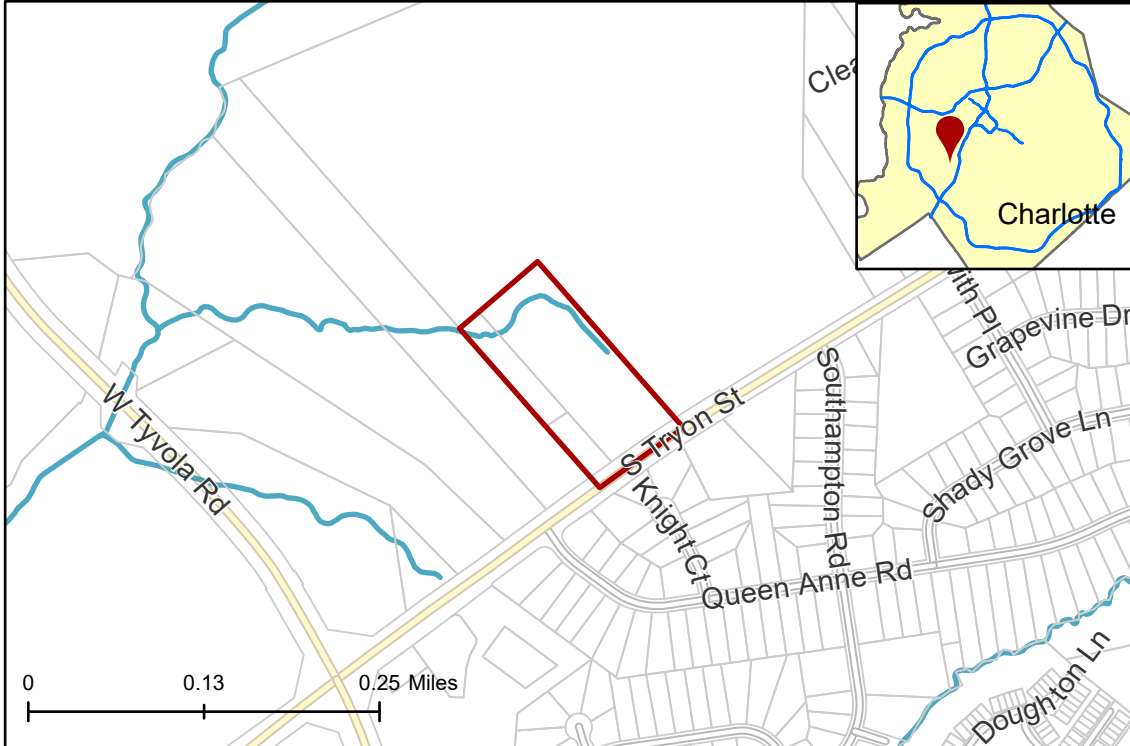 Charlotte
Grapevine Dr
W Tyvola Rd
S Tryon St
Southampton Rd
Shady Grove Ln
Knight Ct
Queen Anne Rd
Doughton Ln
0 0.13 0.25 Miles